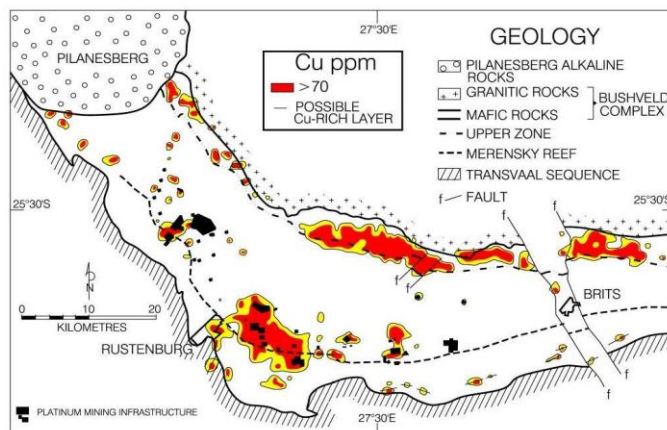 27°30'E
PILANESBERG
Cu ppm
>70
POSSIBLE
Cu-RICH LAYER
GEOLOGY
PILANESBERG ALKALINE
ROCKS
GRANITIC ROCKS
MAFIC ROCKS
BUSHVELD
COMPLEX
UPPER ZONE
MERENSKY REEF
TRANSVAAL SEQUENCE
f FAULT
25°30'S
25°30'S
f
f
f
f
N
0 10 20
KILOMETRES
RUSTENBURG
BRITS
f
f
PLATINUM MINING INFRASTRUCTURE
27°30'E